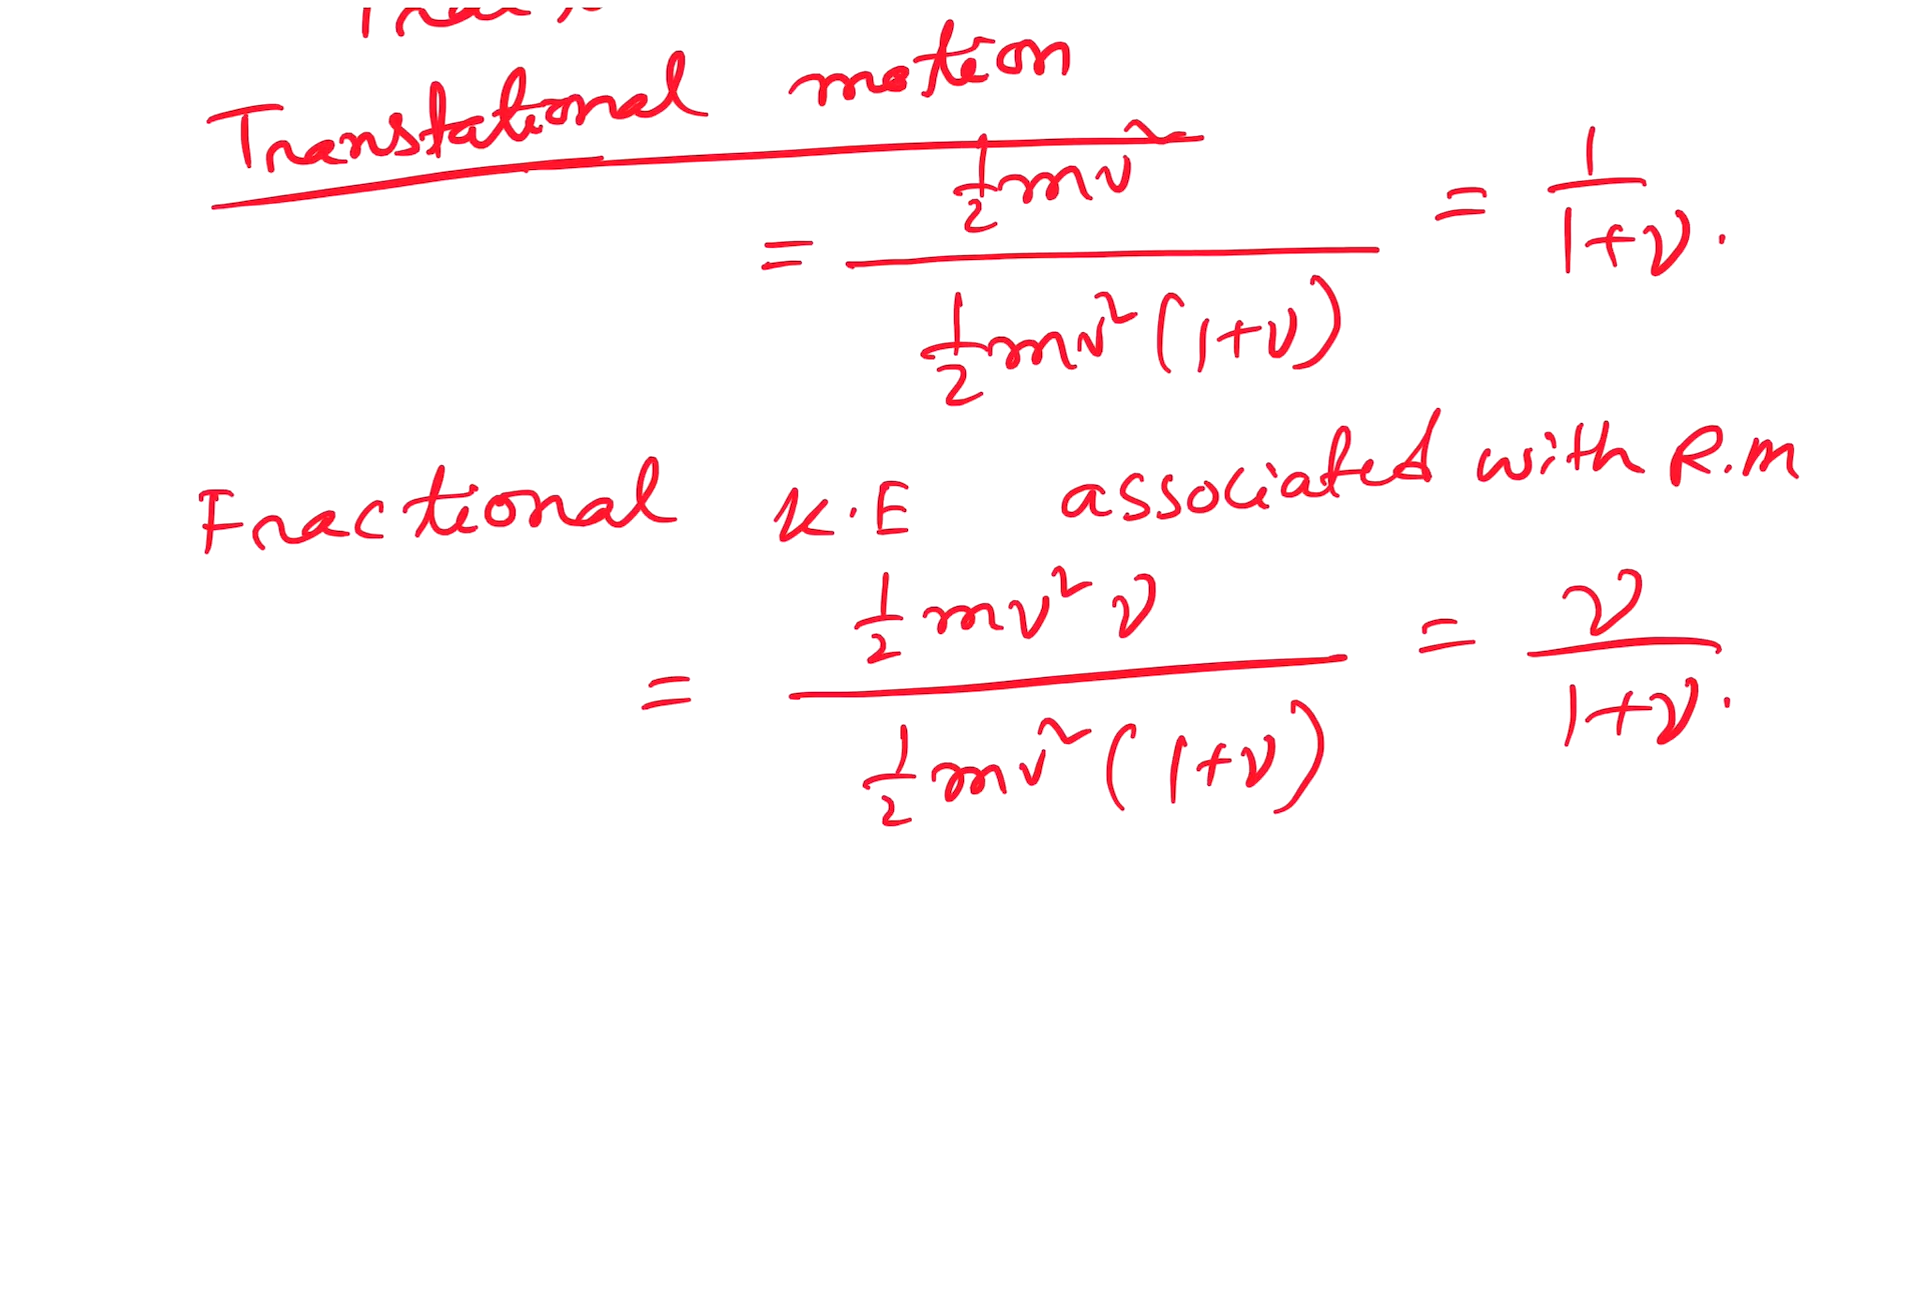 Translational motion
= ½mv² / ½mv²(1+ν) = 1 / 1+ν.
Fractional K.E associated with R.M
= ½mv²ν / ½mv²(1+ν) = ν / 1+ν.